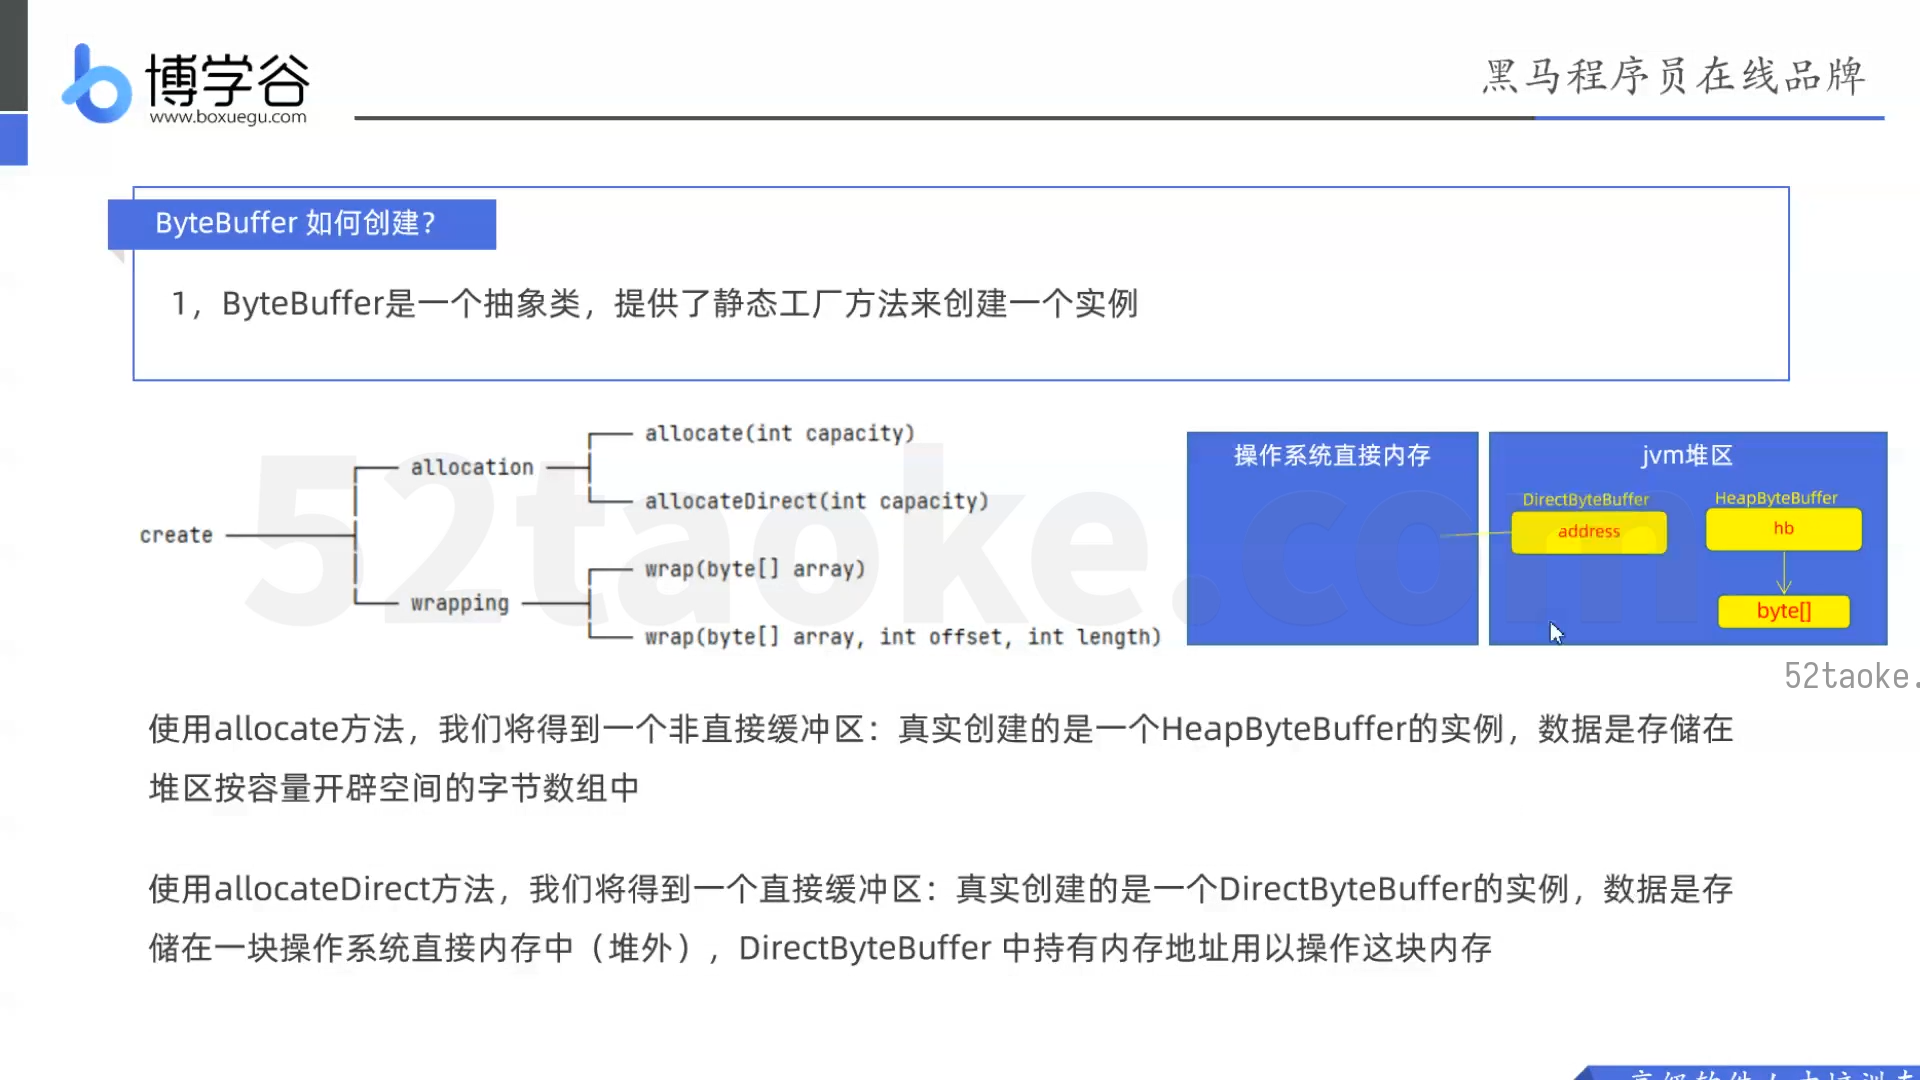 博学谷
www.boxuegu.com
黑马程序员在线品牌
ByteBuffer 如何创建？
1，ByteBuffer是一个抽象类，提供了静态工厂方法来创建一个实例
create
allocation
allocate(int capacity)
allocateDirect(int capacity)
wrapping
wrap(byte[] array)
wrap(byte[] array, int offset, int length)
52taoke.com
操作系统直接内存
jvm堆区
DirectByteBuffer
address
HeapByteBuffer
hb
byte[]
52taoke.
使用allocate方法，我们将得到一个非直接缓冲区：真实创建的是一个HeapByteBuffer的实例，数据是存储在
堆区按容量开辟空间的字节数组中
使用allocateDirect方法，我们将得到一个直接缓冲区：真实创建的是一个DirectByteBuffer的实例，数据是存
储在一块操作系统直接内存中（堆外），DirectByteBuffer 中持有内存地址用以操作这块内存